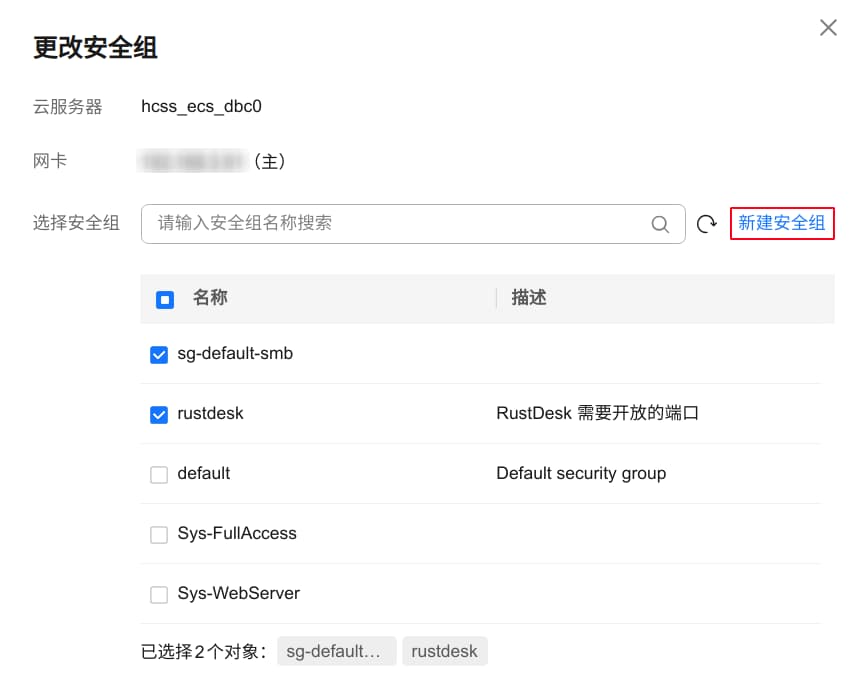 更改安全组
云服务器 hcss_ecs_dbc0
网卡 （主）
选择安全组 请输入安全组名称搜索 新建安全组
名称 描述
sg-default-smb
rustdesk RustDesk 需要开放的端口
default Default security group
Sys-FullAccess
Sys-WebServer
已选择2个对象： sg-default… rustdesk